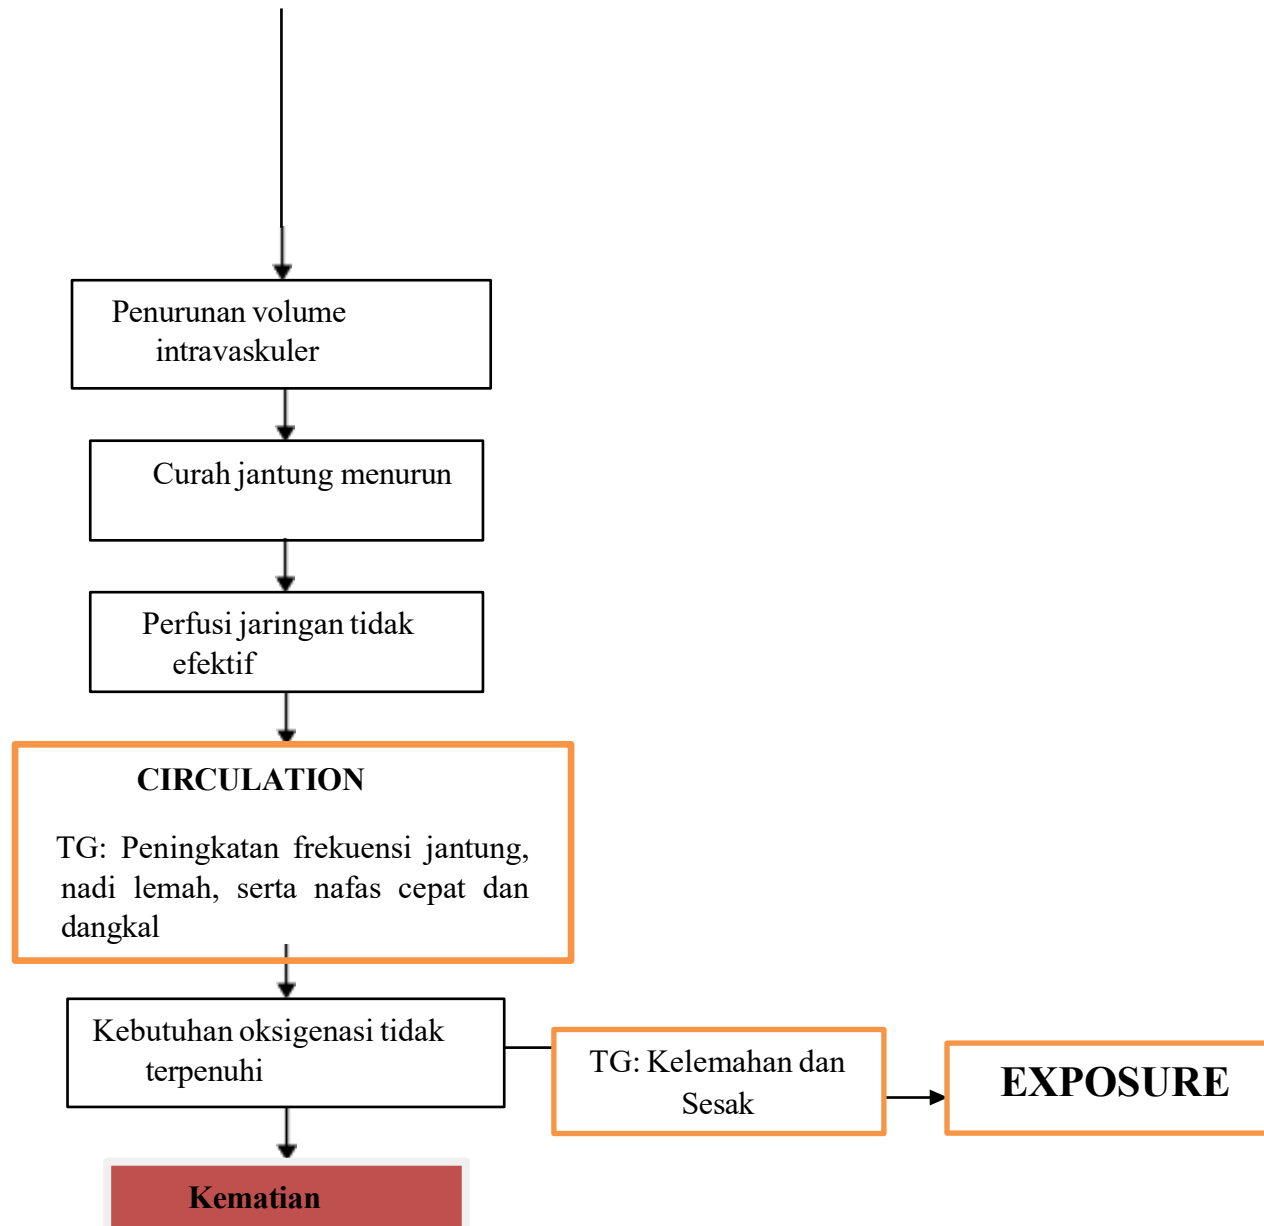 Penurunan volume
intravaskuler
Curah jantung menurun
Perfusi jaringan tidak
efektif
CIRCULATION
TG: Peningkatan frekuensi jantung,
nadi lemah, serta nafas cepat dan
dangkal
Kebutuhan oksigenasi tidak
terpenuhi
TG: Kelemahan dan
Sesak
EXPOSURE
Kematian